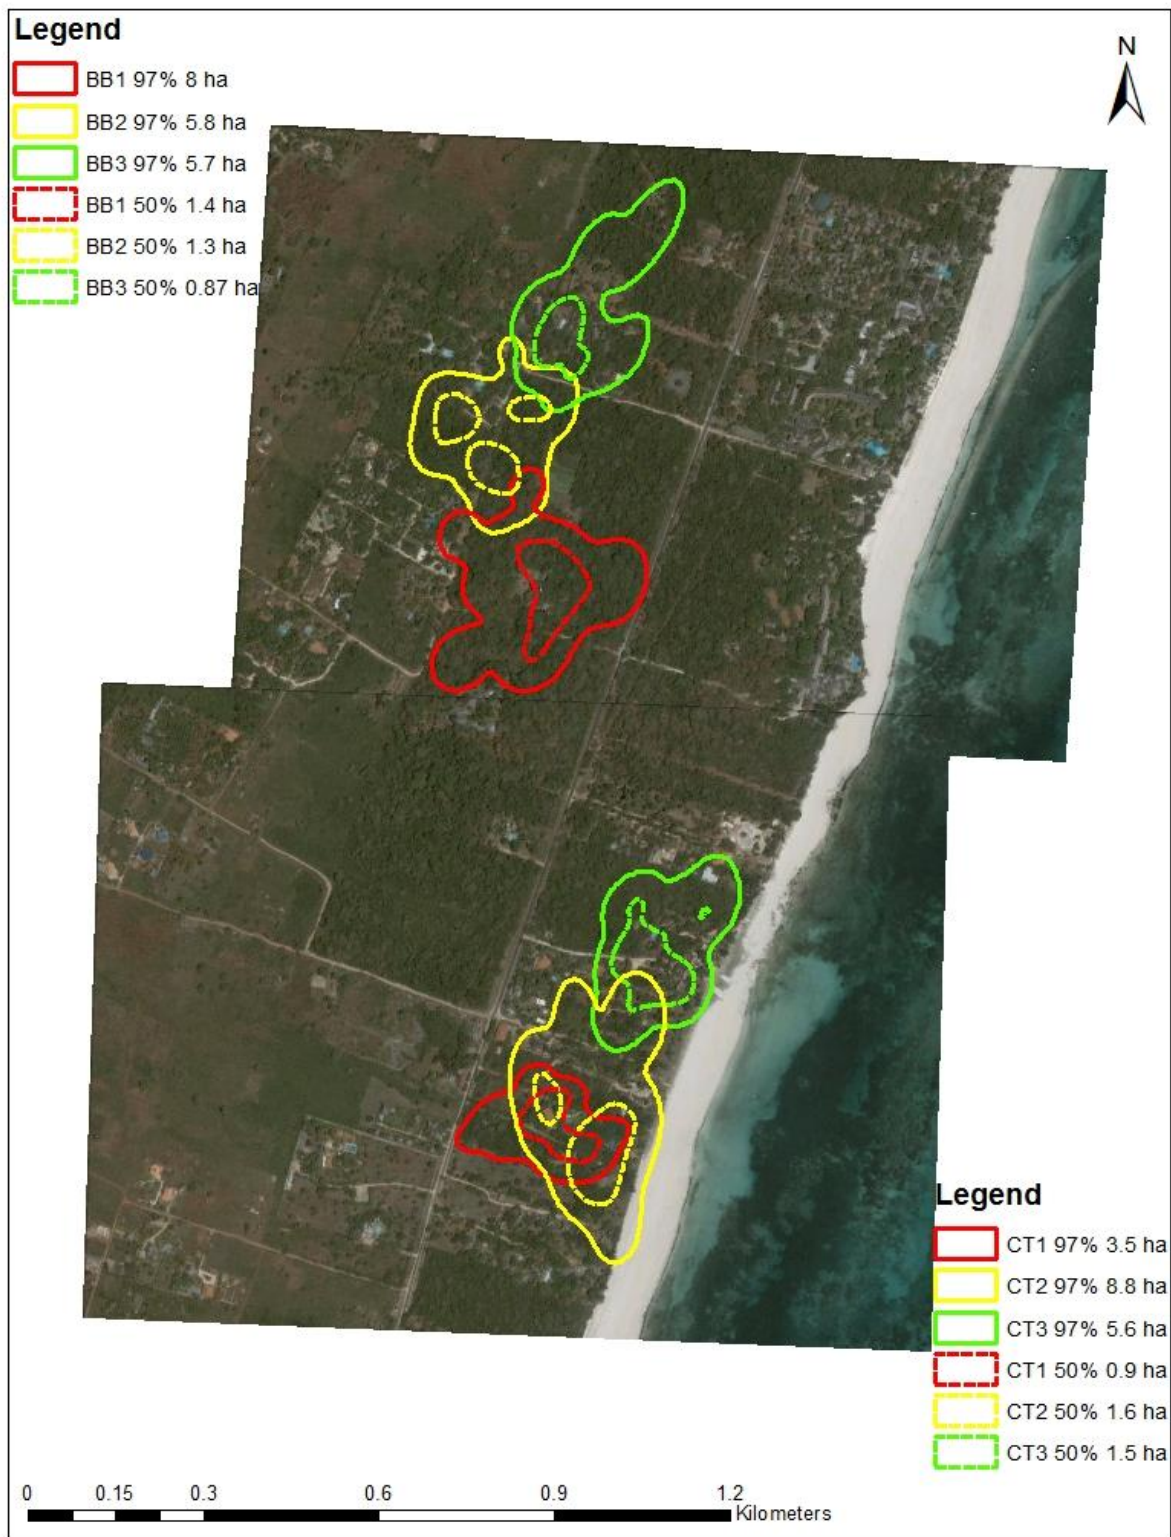 Legend
BB1 97% 8 ha
BB2 97% 5.8 ha
BB3 97% 5.7 ha
BB1 50% 1.4 ha
BB2 50% 1.3 ha
BB3 50% 0.87 ha
N
Legend
CT1 97% 3.5 ha
CT2 97% 8.8 ha
CT3 97% 5.6 ha
CT1 50% 0.9 ha
CT2 50% 1.6 ha
CT3 50% 1.5 ha
0 0.15 0.3 0.6 0.9 1.2
Kilometers